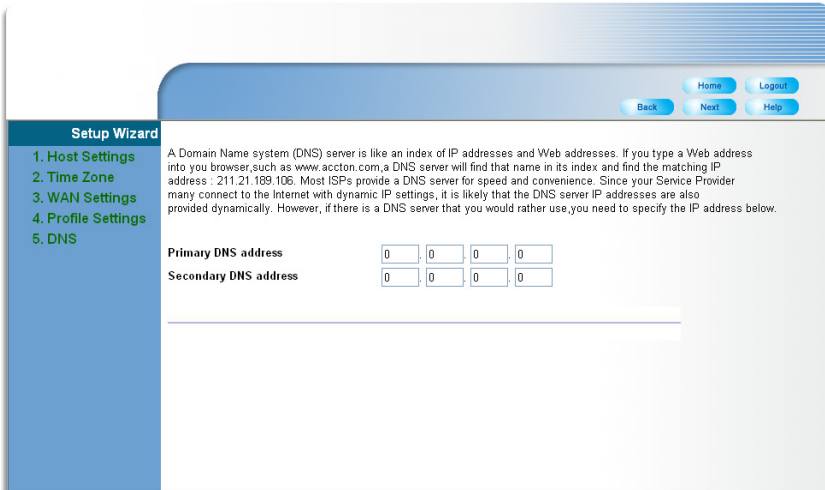 Home Logout
Back Next Help
Setup Wizard
1. Host Settings
2. Time Zone
3. WAN Settings
4. Profile Settings
5. DNS
A Domain Name system (DNS) server is like an index of IP addresses and Web addresses. If you type a Web address
into you browser,such as www.accton.com,a DNS server will find that name in its index and find the matching IP
address : 211.21.189.106. Most ISPs provide a DNS server for speed and convenience. Since your Service Provider
many connect to the Internet with dynamic IP settings, it is likely that the DNS server IP addresses are also
provided dynamically. However, if there is a DNS server that you would rather use,you need to specify the IP address below.
Primary DNS address 0 . 0 . 0 . 0
Secondary DNS address 0 . 0 . 0 . 0